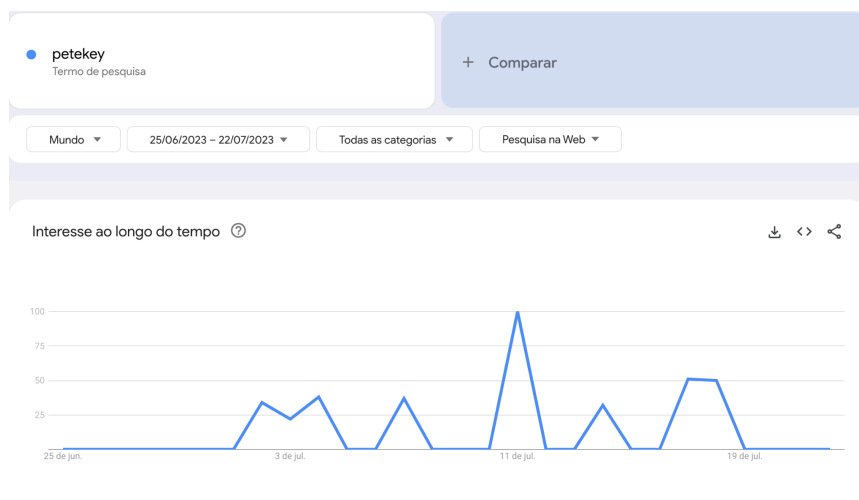 petekey
Termo de pesquisa
+ Comparar
Mundo
25/06/2023 – 22/07/2023
Todas as categorias
Pesquisa na Web
Interesse ao longo do tempo ?
100
75
50
25
25 de jun.
3 de jul.
11 de jul.
19 de jul.